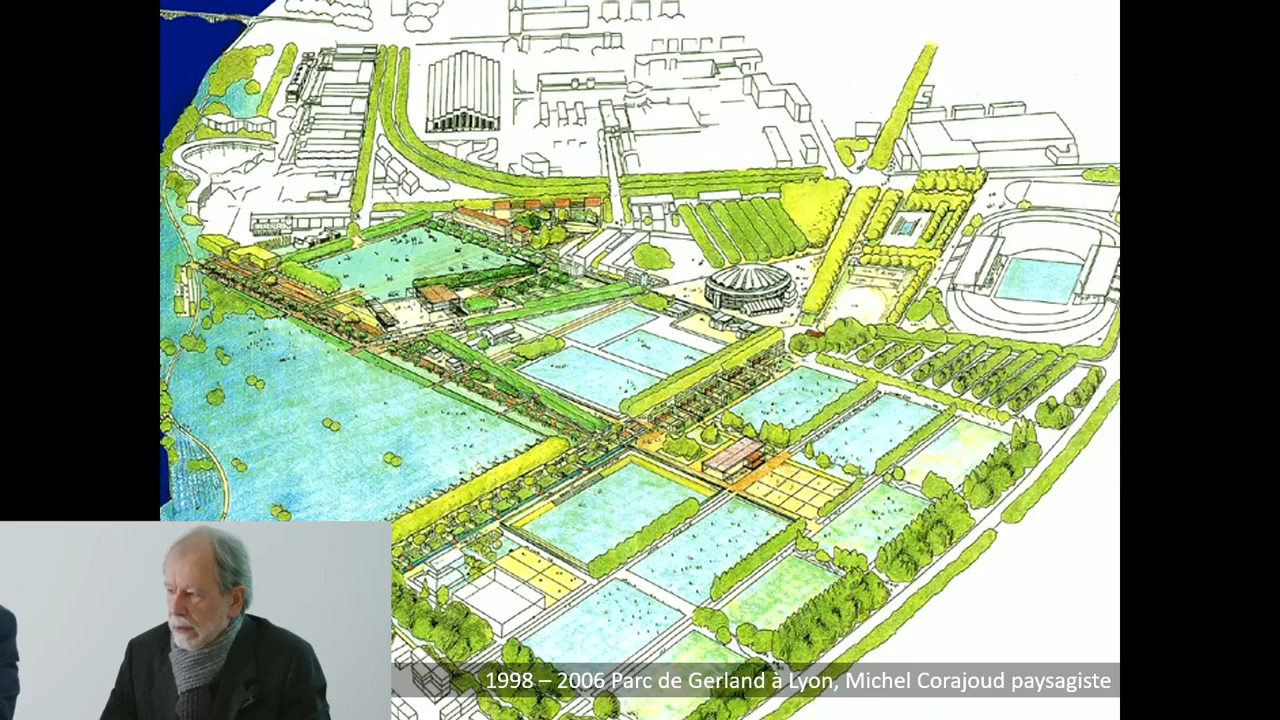 1998 – 2006 Parc de Gerland à Lyon, Michel Corajoud paysagiste